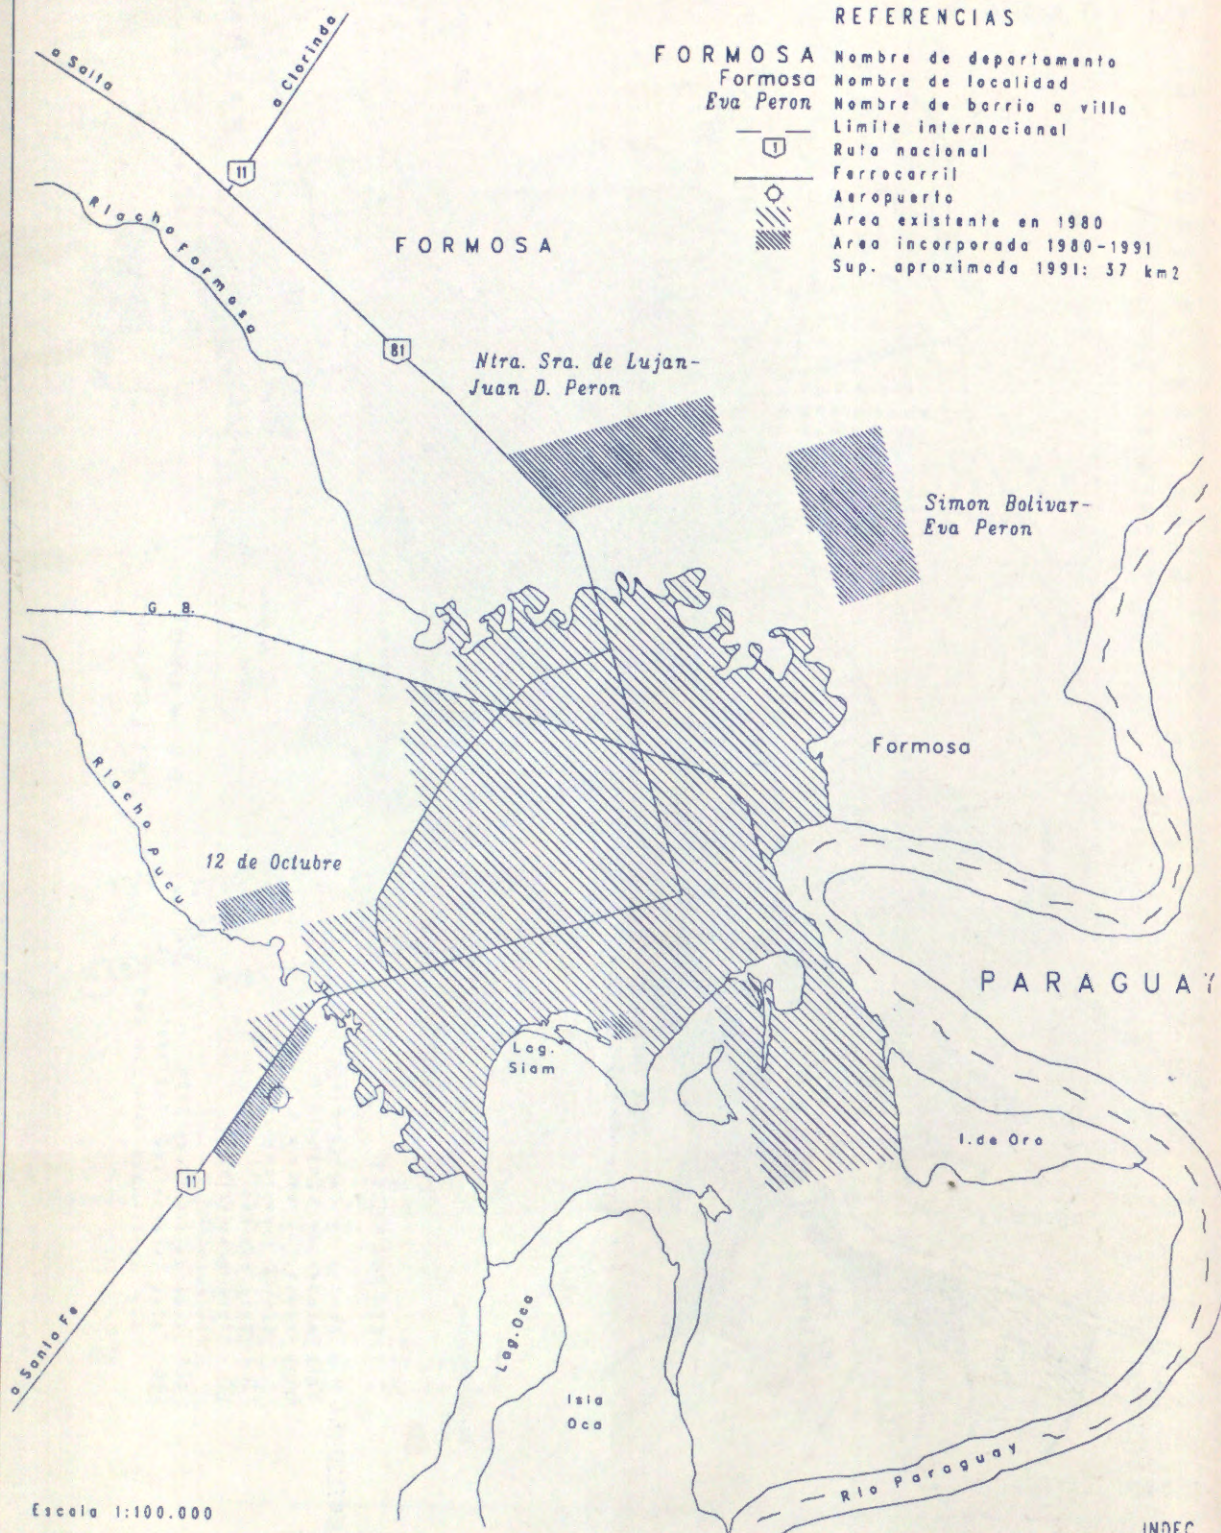 REFERENCIAS
FORMOSA Nombre de departamento
Formosa Nombre de localidad
Eva Peron Nombre de barrio o villa
Limite internacional
1 Ruta nacional
Ferrocarril
Aeropuerto
Area existente en 1980
Area incorporada 1980-1991
Sup. aproximada 1991: 37 km2
a Salta
a Clorinda
11
Riacho Formosa
FORMOSA
81
Ntra. Sra. de Lujan-
Juan D. Peron
Simon Bolivar-
Eva Peron
G. B.
Formosa
Riacho Pucu
12 de Octubre
PARAGUAY
Lag.
Siam
I. de Oro
11
Lag. Oca
a Santa Fe
Isla
Oca
Rio Paraguay
Escala 1:100.000
INDEC